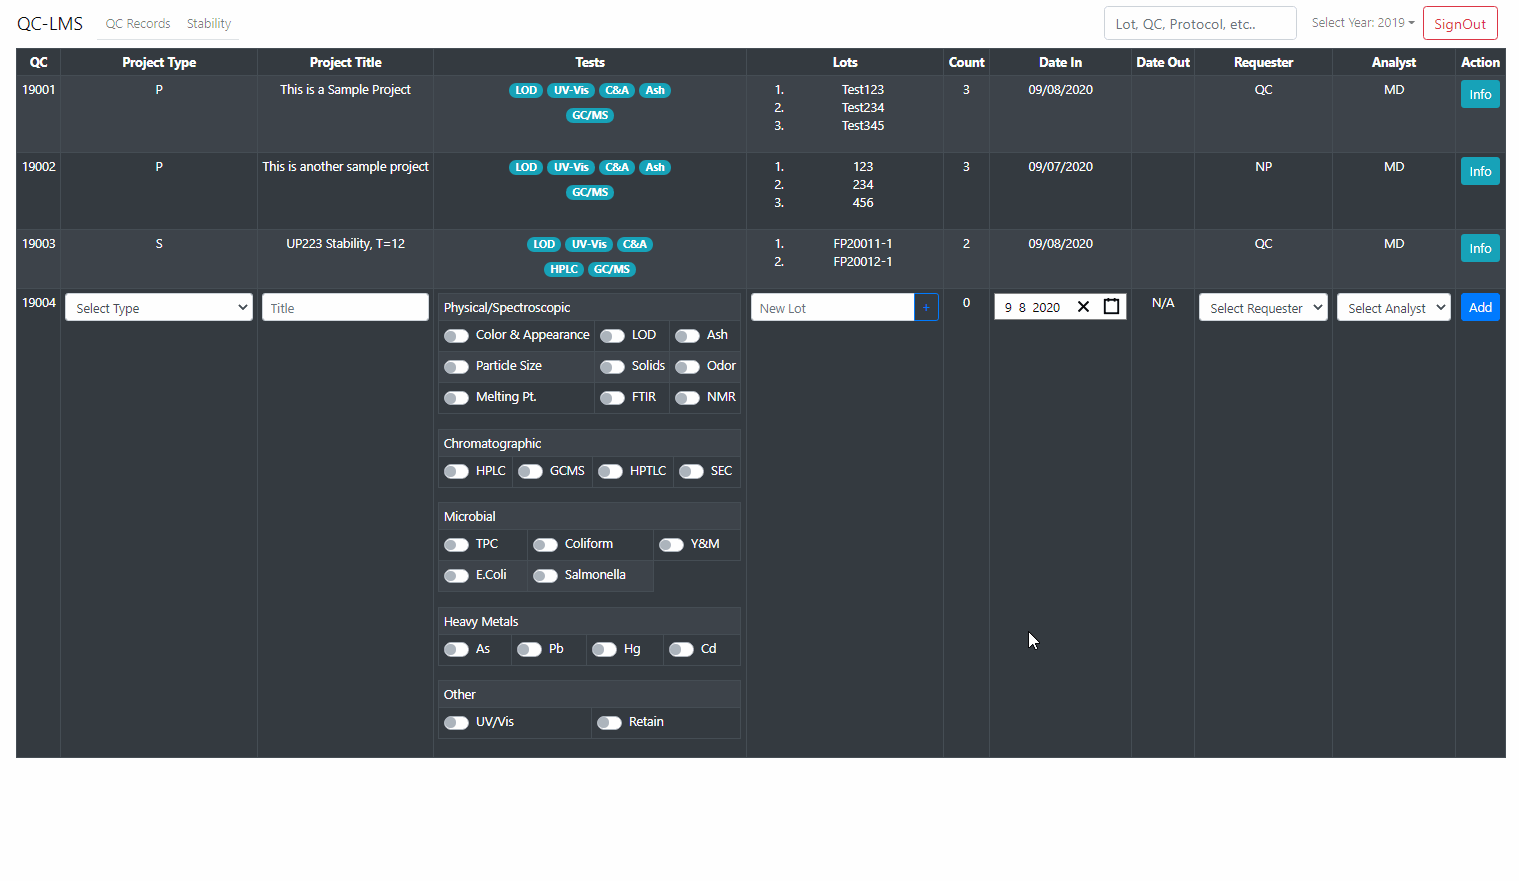 QC-LMS QC Records Stability Lot, QC, Protocol, etc.. Select Year: 2019 SignOut
QC Project Type Project Title Tests Lots Count Date In Date Out Requester Analyst Action
19001 P This is a Sample Project LOD UV-Vis C&A Ash 1. Test123 3 09/08/2020 QC MD Info
2. Test234
GC/MS
3. Test345
19002 P This is another sample project LOD UV-Vis C&A Ash 1. 123 3 09/07/2020 NP MD Info
2. 234
GC/MS
3. 456
19003 S UP223 Stability, T=12 LOD UV-Vis C&A 1. FP20011-1 2 09/08/2020 QC MD Info
2. FP20012-1
HPLC GC/MS
19004 Select Type Title Physical/Spectroscopic New Lot + 0 9 8 2020 N/A Select Requester Select Analyst Add
Color & Appearance LOD Ash
Particle Size Solids Odor
Melting Pt. FTIR NMR
Chromatographic
HPLC GCMS HPTLC SEC
Microbial
TPC Coliform Y&M
E.Coli Salmonella
Heavy Metals
As Pb Hg Cd
Other
UV/Vis Retain